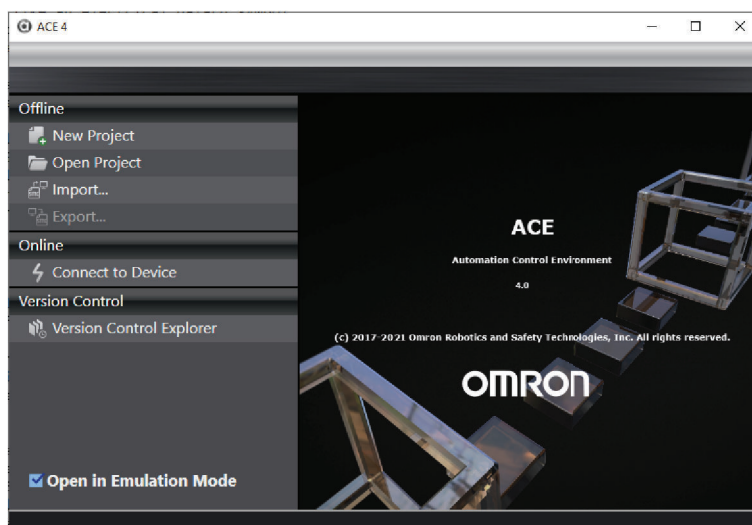 ACE 4
Offline
New Project
Open Project
Import...
Export...
Online
Connect to Device
Version Control
Version Control Explorer
Open in Emulation Mode
ACE
Automation Control Environment
4.0
(c) 2017-2021 Omron Robotics and Safety Technologies, Inc. All rights reserved.
OMRON